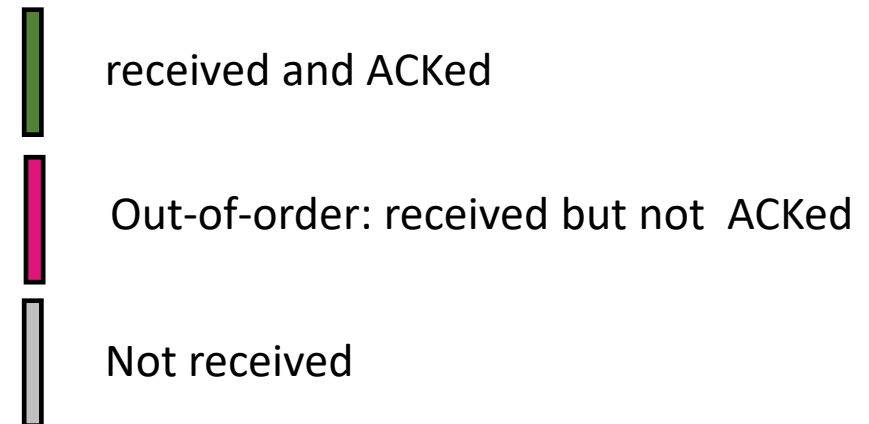 received and ACKed
Out-of-order: received but not ACKed
Not received